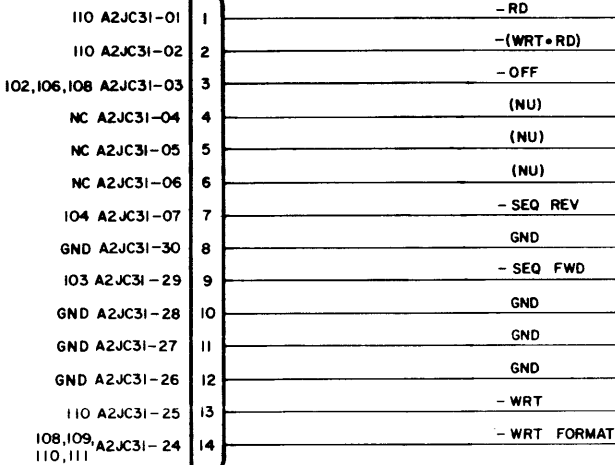 110 A2JC31-01 1 -RD
110 A2JC31-02 2 -(WRT•RD)
102,106,108 A2JC31-03 3 -OFF
NC A2JC31-04 4 (NU)
NC A2JC31-05 5 (NU)
NC A2JC31-06 6 (NU)
104 A2JC31-07 7 - SEQ REV
GND A2JC31-30 8 GND
103 A2JC31-29 9 - SEQ FWD
GND A2JC31-28 10 GND
GND A2JC31-27 11 GND
GND A2JC31-26 12 GND
110 A2JC31-25 13 - WRT
108,109,110,111 A2JC31-24 14 - WRT FORMAT